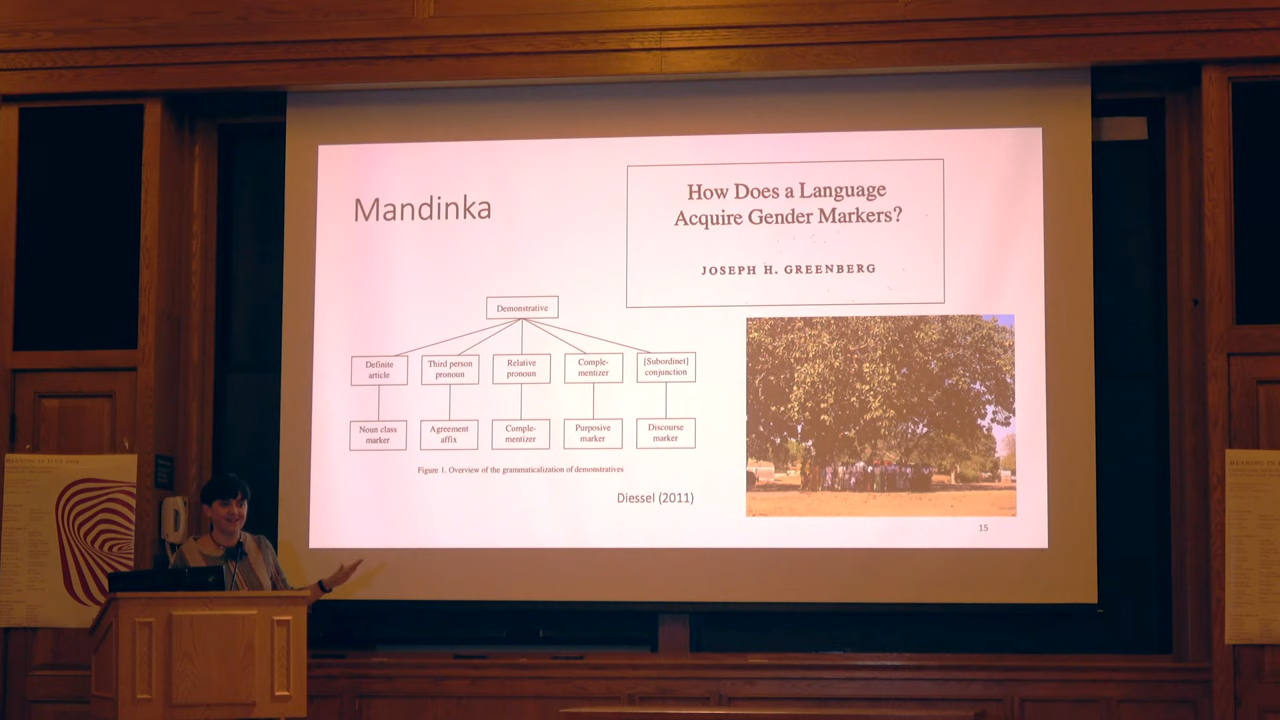 Mandinka
How Does a Language
Acquire Gender Markers?
JOSEPH H. GREENBERG
Demonstrative
Definite
article
Third person
pronoun
Relative
pronoun
Comple-
mentizer
[Subordinet]
conjunction
Noun class
marker
Agreement
affix
Comple-
mentizer
Purposive
marker
Discourse
marker
Figure 1. Overview of the grammaticalization of demonstratives
Diessel (2011)
15